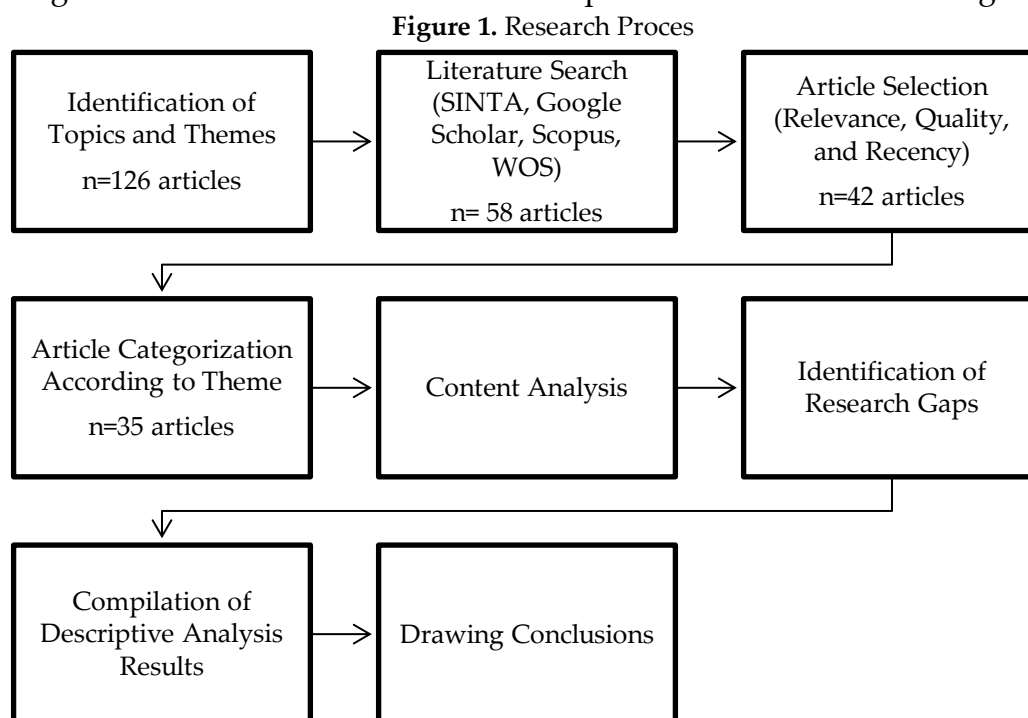 Figure 1. Research Proces
Identification of
Topics and Themes
n=126 articles
Literature Search
(SINTA, Google
Scholar, Scopus,
WOS)
n= 58 articles
Article Selection
(Relevance, Quality,
and Recency)
n=42 articles
Article Categorization
According to Theme
n=35 articles
Content Analysis
Identification of
Research Gaps
Compilation of
Descriptive Analysis
Results
Drawing Conclusions